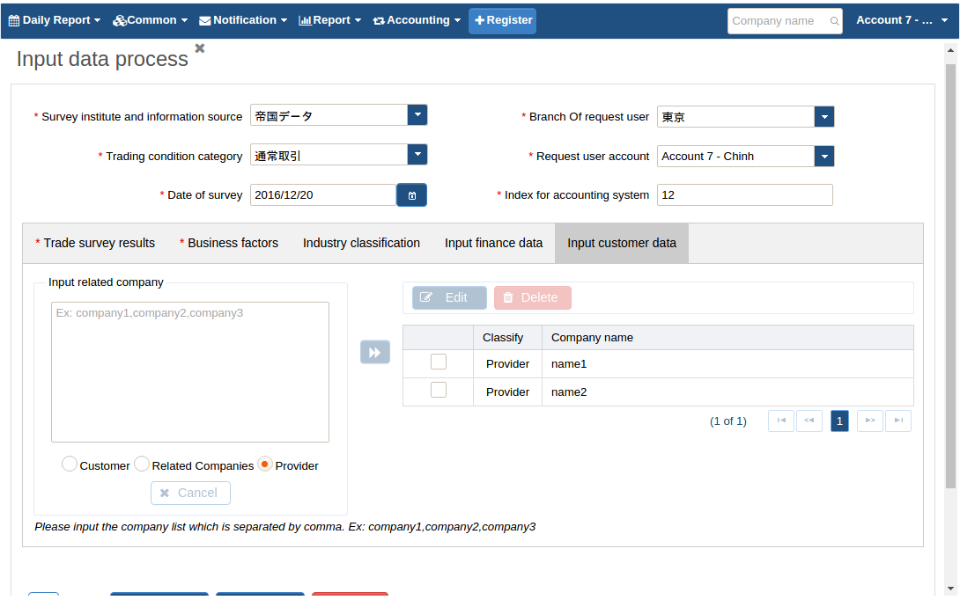 Daily Report Common Notification Report Accounting Register Company name Account 7 - ...
Input data process
* Survey institute and information source 帝国データ * Branch Of request user 東京
* Trading condition category 通常取引 * Request user account Account 7 - Chinh
* Date of survey 2016/12/20 * Index for accounting system 12
* Trade survey results * Business factors Industry classification Input finance data Input customer data
Input related company
Ex: company1,company2,company3
Edit Delete
Classify Company name
Provider name1
Provider name2
(1 of 1) 1
Customer Related Companies Provider
Cancel
Please input the company list which is separated by comma. Ex: company1,company2,company3